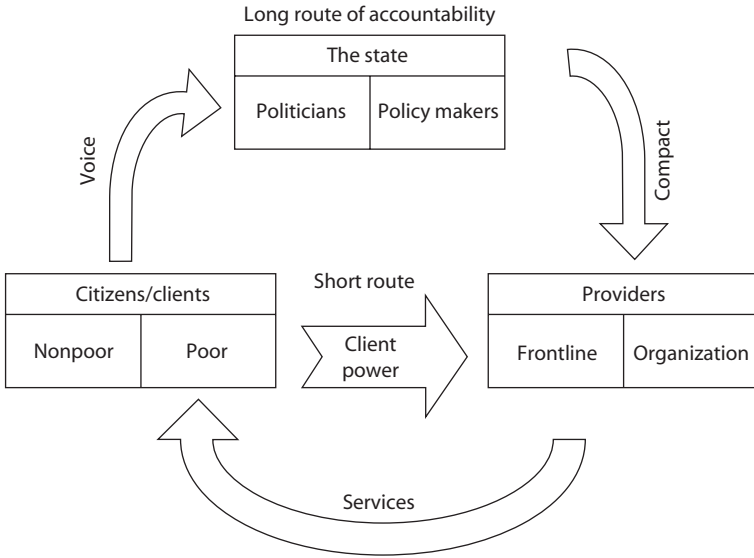 Long route of accountability
The state
Politicians
Policy makers
Voice
Compact
Citizens/clients
Nonpoor
Poor
Short route
Client
power
Providers
Frontline
Organization
Services